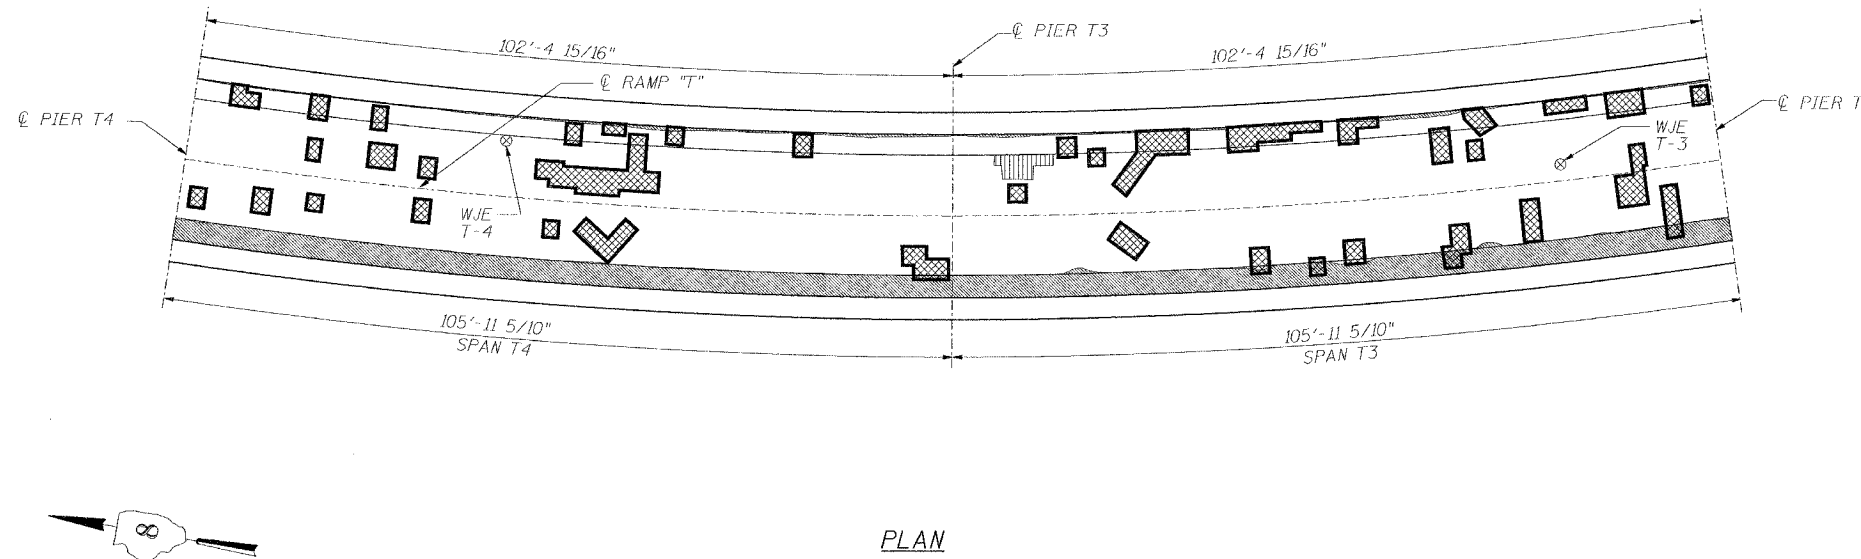 ℄ PIER T3
102'-4 15/16"
102'-4 15/16"
℄ RAMP "T"
℄ PIER T4
℄ PIER T
WJE
T-3
WJE
T-4
105'-11 5/10"
SPAN T4
105'-11 5/10"
SPAN T3
8
PLAN